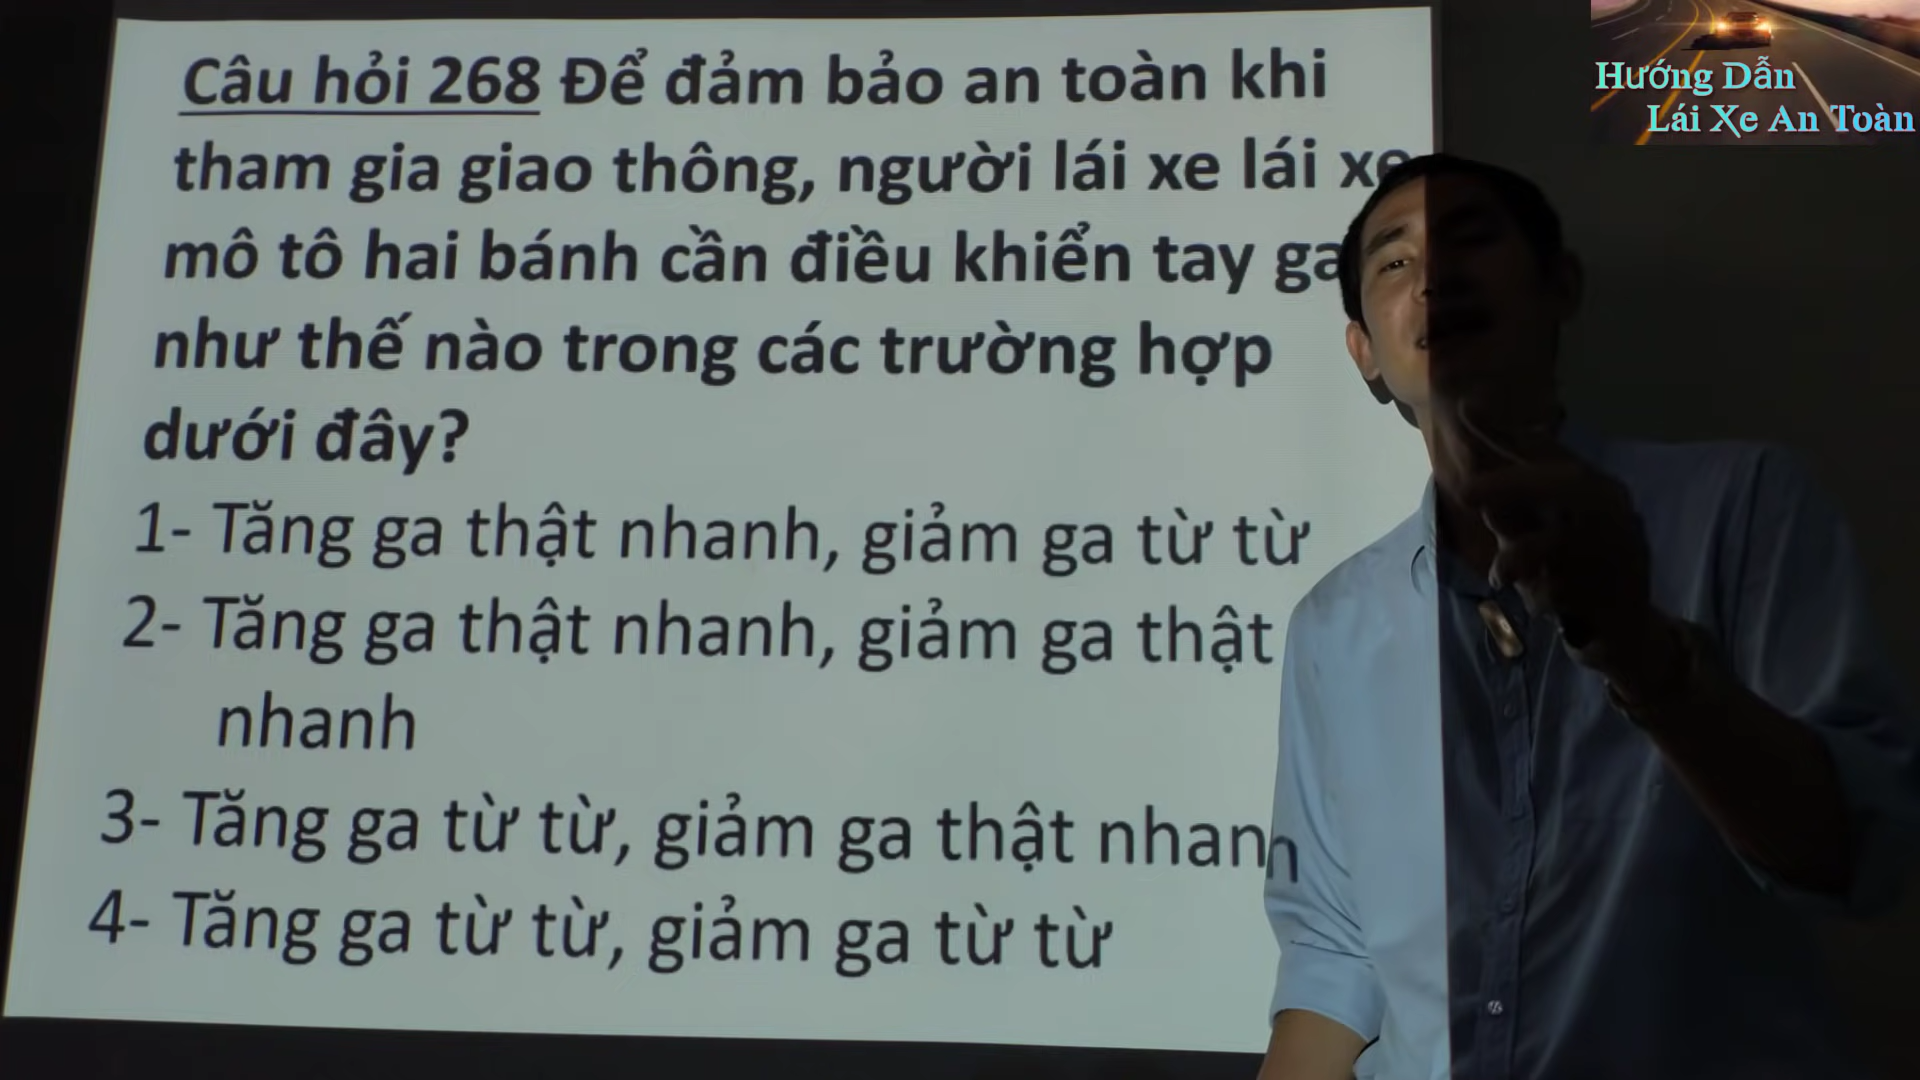 Câu hỏi 268 Để đảm bảo an toàn khi
tham gia giao thông, người lái xe lái xe
mô tô hai bánh cần điều khiển tay ga
như thế nào trong các trường hợp
dưới đây?
1- Tăng ga thật nhanh, giảm ga từ từ
2- Tăng ga thật nhanh, giảm ga thật
nhanh
3- Tăng ga từ từ, giảm ga thật nhanh
4- Tăng ga từ từ, giảm ga từ từ
Hướng Dẫn
Lái Xe An Toàn